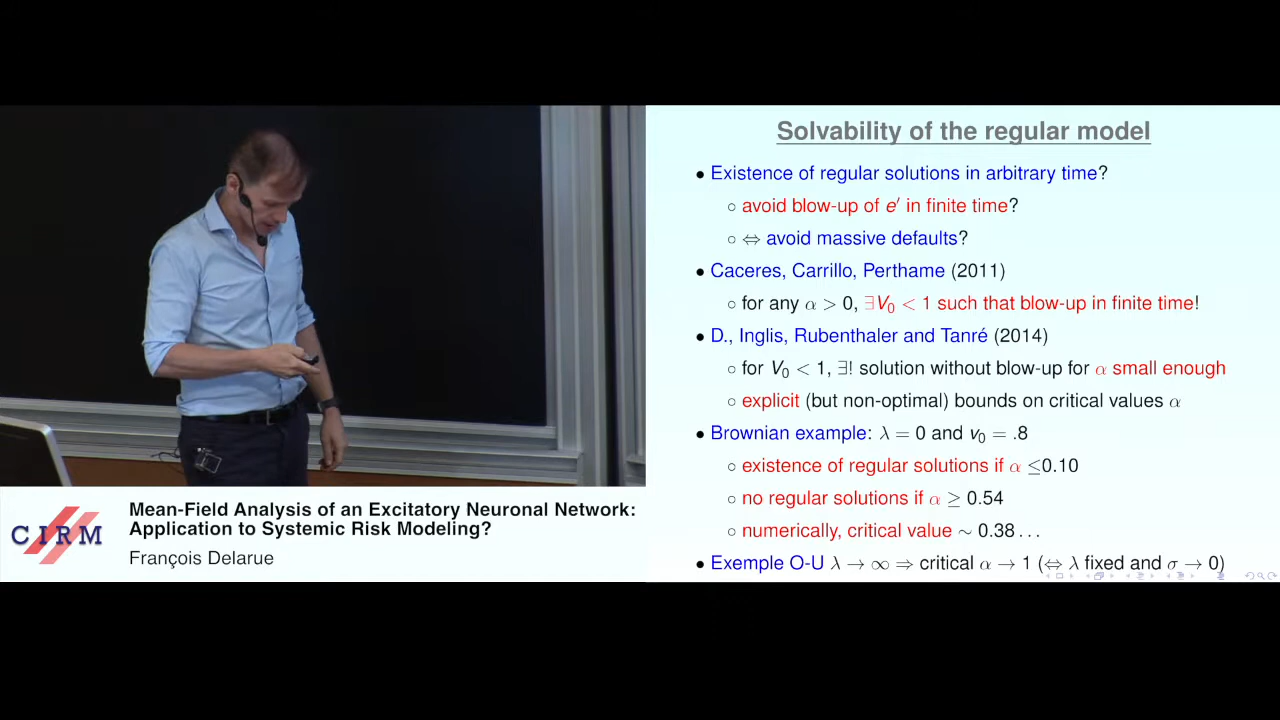 Solvability of the regular model
• Existence of regular solutions in arbitrary time?
◦ avoid blow-up of e′ in finite time?
◦ ⇔ avoid massive defaults?
• Caceres, Carrillo, Perthame (2011)
◦ for any α > 0, ∃V₀ < 1 such that blow-up in finite time!
• D., Inglis, Rubenthaler and Tanré (2014)
◦ for V₀ < 1, ∃! solution without blow-up for α small enough
◦ explicit (but non-optimal) bounds on critical values α
• Brownian example: λ = 0 and v₀ = .8
◦ existence of regular solutions if α ≤0.10
◦ no regular solutions if α ≥ 0.54
◦ numerically, critical value ∼ 0.38...
• Exemple O-U λ → ∞ ⇒ critical α → 1 (⇔ λ fixed and σ → 0)
CIRM
Mean-Field Analysis of an Excitatory Neuronal Network:
Application to Systemic Risk Modeling?
François Delarue